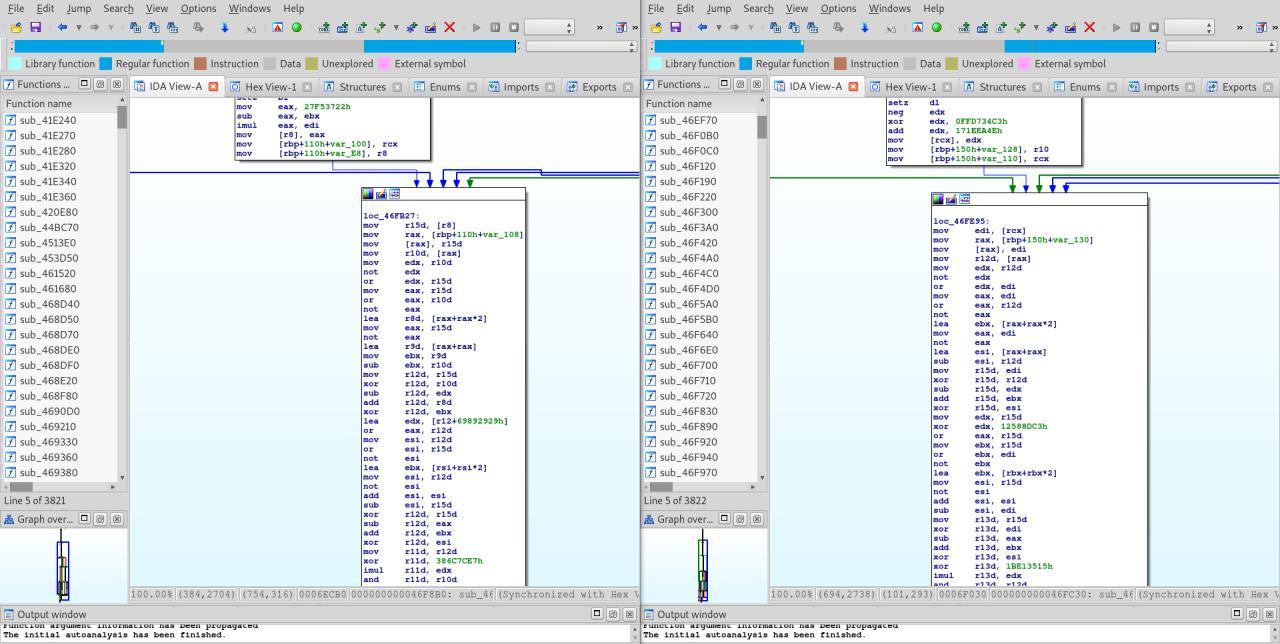 File Edit Jump Search View Options Windows Help
Library function Regular function Instruction Data Unexplored External symbol
Functions ...
IDA View-A Hex View-1 Structures Enums Imports Exports
Function name
sub_41E240
sub_41E270
sub_41E280
sub_41E320
sub_41E340
sub_41E360
sub_420E80
sub_44BC70
sub_4513E0
sub_453D50
sub_461520
sub_461680
sub_468D40
sub_468D50
sub_468D70
sub_468DE0
sub_468DF0
sub_468E20
sub_468F80
sub_4690D0
sub_469210
sub_469330
sub_469360
sub_469380
Line 5 of 3821
Graph over...
mov eax, 27F53722h
sub eax, ebx
imul eax, edi
mov [r8], eax
mov [rbp+110h+var_100], rcx
mov [rbp+110h+var_E8], r8
loc_46FB27:
mov r15d, [r8]
mov rax, [rbp+110h+var_108]
mov [rax], r15d
mov r10d, [rax]
mov edx, r10d
not edx
or edx, r15d
mov eax, r15d
or eax, r10d
not eax
lea r8d, [rax+rax*2]
mov eax, r15d
not eax
lea r9d, [rax+rax]
mov ebx, r9d
sub ebx, r10d
mov r12d, r15d
xor r12d, r10d
sub r12d, edx
add r12d, r8d
xor r12d, ebx
lea edx, [r12+69892929h]
or eax, r12d
mov esi, r12d
or esi, r15d
not esi
lea ebx, [rsi+rsi*2]
mov esi, r12d
not esi
add esi, esi
sub esi, r15d
xor r12d, r15d
sub r12d, eax
add r12d, ebx
xor r12d, esi
mov r11d, r12d
xor r11d, 386C7CE7h
imul r11d, edx
and r11d, r10d
100.00% (384,2704) (754,316) 0006ECB0 000000000046F8B0: sub_46 (Synchronized with Hex V
Output window
Function argument information has been propagated
The initial autoanalysis has been finished.
File Edit Jump Search View Options Windows Help
Library function Regular function Instruction Data Unexplored External symbol
Functions ...
IDA View-A Hex View-1 Structures Enums Imports Exports
Function name
sub_46EF70
sub_46F0B0
sub_46F0C0
sub_46F120
sub_46F190
sub_46F220
sub_46F300
sub_46F3A0
sub_46F420
sub_46F4A0
sub_46F4C0
sub_46F4D0
sub_46F5A0
sub_46F5B0
sub_46F640
sub_46F6E0
sub_46F700
sub_46F710
sub_46F720
sub_46F830
sub_46F890
sub_46F920
sub_46F940
sub_46F970
Line 5 of 3822
Graph over...
setz dl
neg edx
xor edx, 0FFD734C3h
add edx, 171EEA4Eh
mov [rcx], edx
mov [rbp+150h+var_128], r10
mov [rbp+150h+var_110], rcx
loc_46FE95:
mov edi, [rcx]
mov rax, [rbp+150h+var_130]
mov [rax], edi
mov r12d, [rax]
mov edx, r12d
not edx
or edx, edi
mov eax, edi
or eax, r12d
not eax
lea ebx, [rax+rax*2]
mov eax, edi
not eax
lea esi, [rax+rax]
sub esi, r12d
mov r15d, edi
xor r15d, r12d
sub r15d, edx
add r15d, ebx
xor r15d, esi
mov edx, r15d
xor edx, 12588DC3h
or eax, r15d
mov ebx, r15d
or ebx, edi
not ebx
lea ebx, [rbx+rbx*2]
mov esi, r15d
not esi
add esi, esi
sub esi, edi
mov r13d, r15d
xor r13d, edi
sub r13d, eax
add r13d, ebx
xor r13d, esi
xor r13d, 1BE13515h
imul r13d, edx
and r13d, r12d
100.00% (694,2738) (101,293) 0006F030 000000000046FC30: sub_46 (Synchronized with Hex V
Output window
Function argument information has been propagated
The initial autoanalysis has been finished.